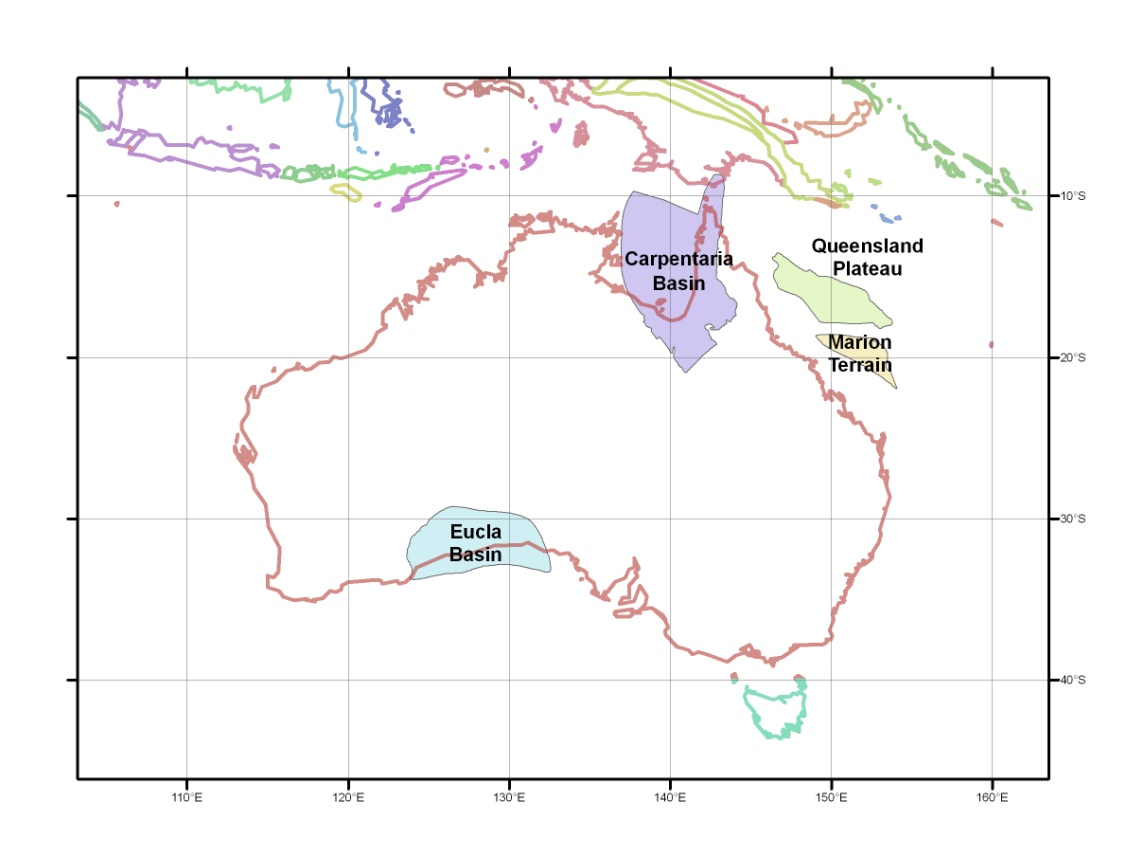 10°S
Queensland
Plateau
Carpentaria
Basin
Marion
Terrain
20°S
30°S
Eucla
Basin
40°S
110°E
120°E
130°E
140°E
150°E
160°E